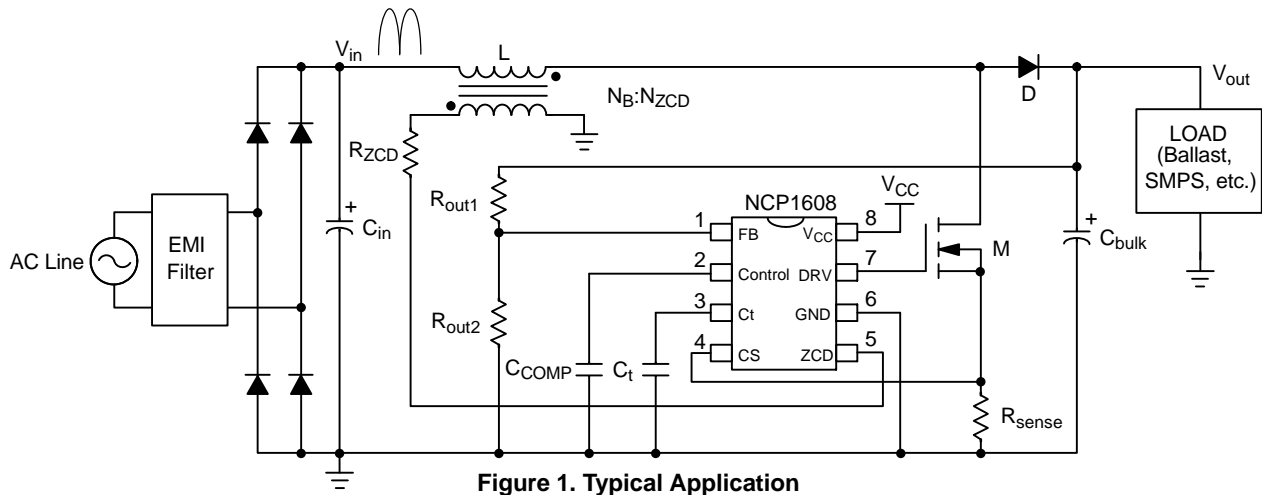 V_in
L
N_B:N_ZCD
D
V_out
LOAD
(Ballast,
SMPS, etc.)
R_ZCD
R_out1
NCP1608
V_CC
1
FB
V_CC
8
+
C_in
EMI
Filter
AC Line
2
Control
DRV
7
M
+
C_bulk
3
Ct
GND
6
R_out2
4
CS
ZCD
5
C_COMP
C_t
R_sense
Figure 1. Typical Application